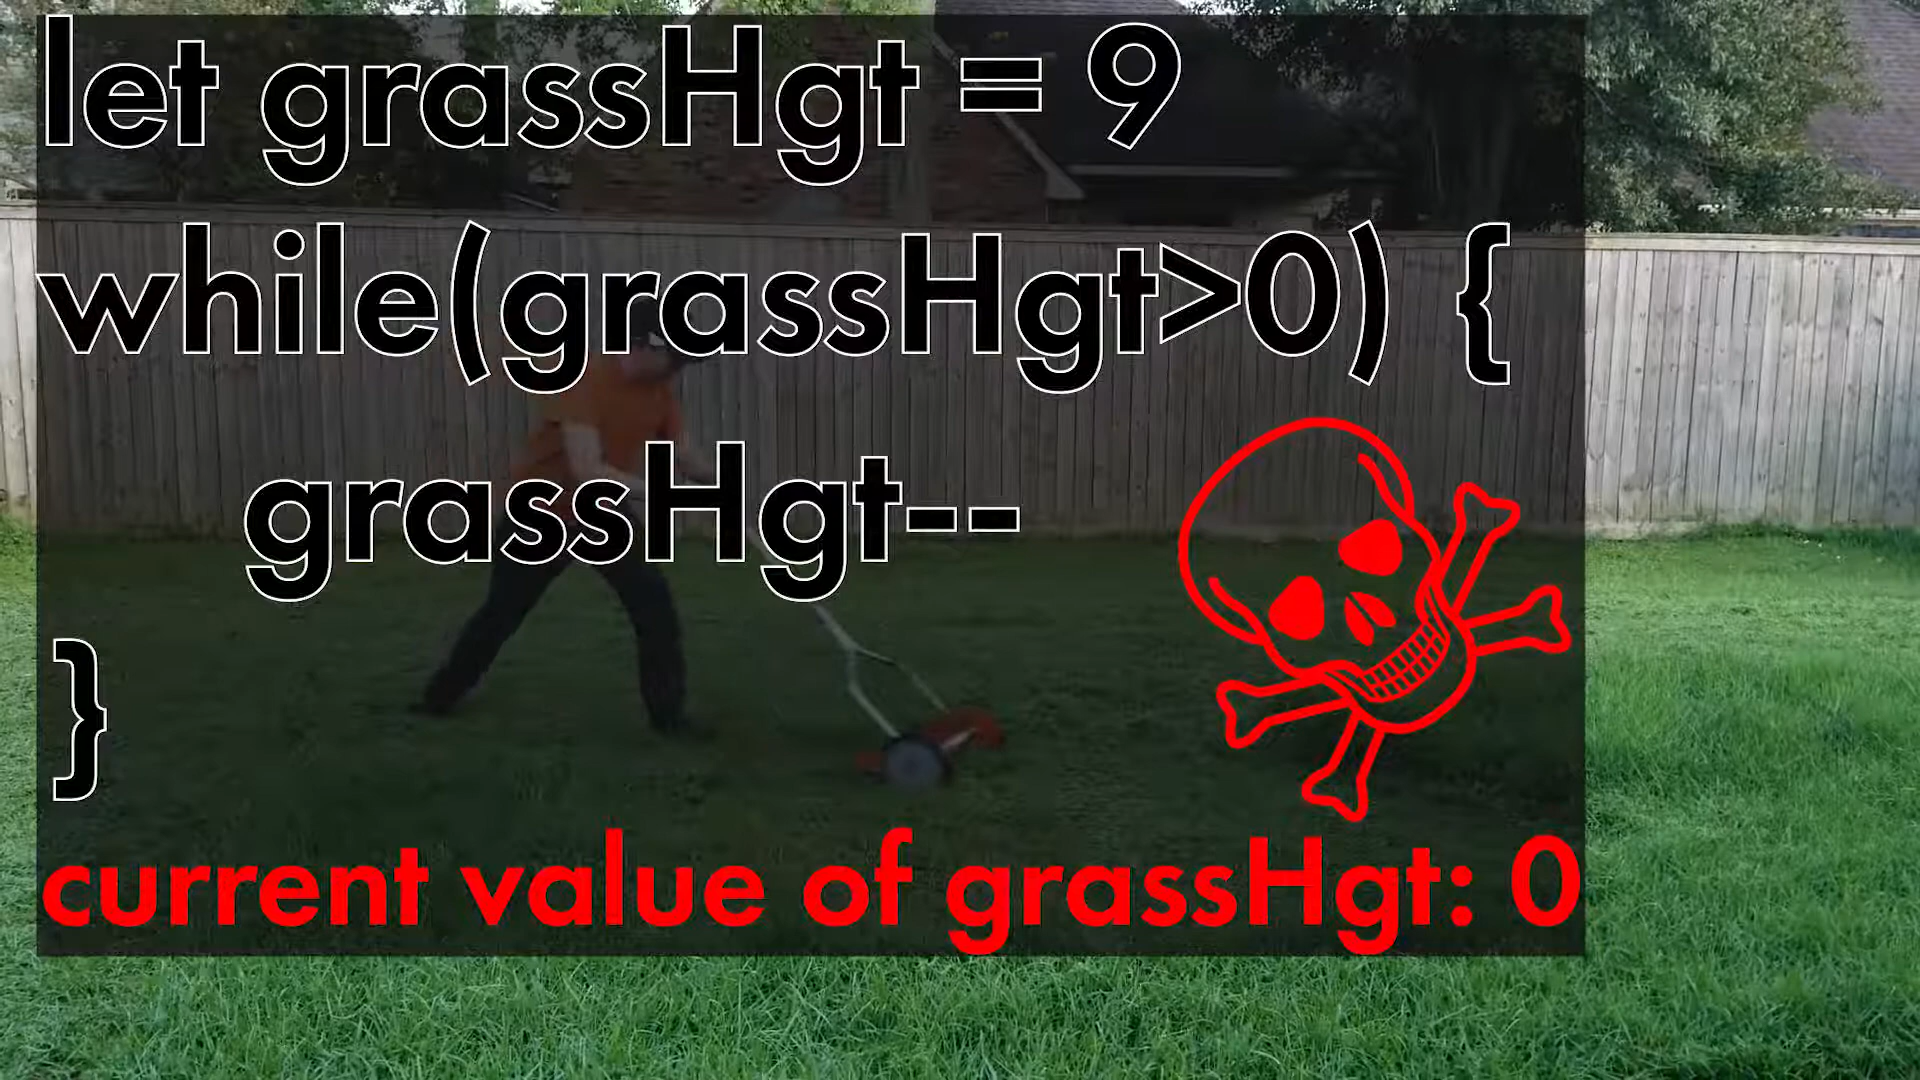 let grassHgt = 9
while(grassHgt>0) {
grassHgt--
}
current value of grassHgt: 0